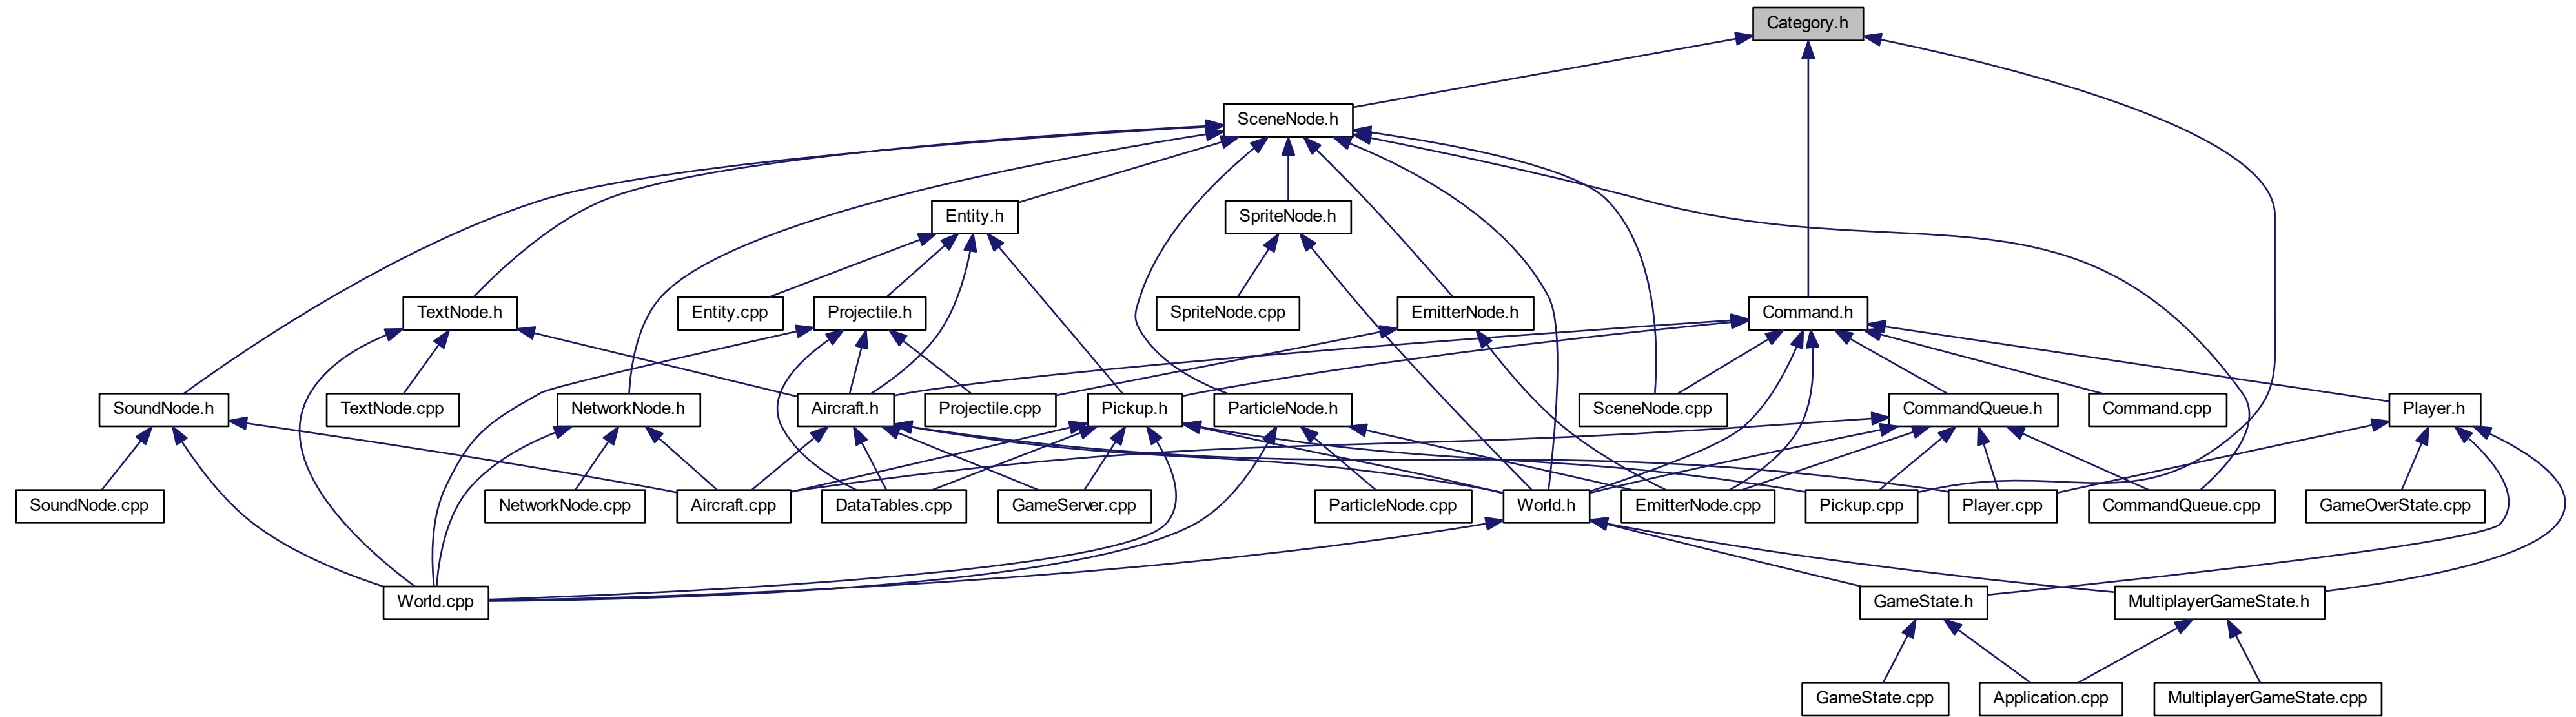 Category.h
SceneNode.h
Entity.h
SpriteNode.h
TextNode.h
Entity.cpp
Projectile.h
SpriteNode.cpp
EmitterNode.h
Command.h
SoundNode.h
TextNode.cpp
NetworkNode.h
Aircraft.h
Projectile.cpp
Pickup.h
ParticleNode.h
SceneNode.cpp
CommandQueue.h
Command.cpp
Player.h
SoundNode.cpp
NetworkNode.cpp
Aircraft.cpp
DataTables.cpp
GameServer.cpp
ParticleNode.cpp
World.h
EmitterNode.cpp
Pickup.cpp
Player.cpp
CommandQueue.cpp
GameOverState.cpp
World.cpp
GameState.h
MultiplayerGameState.h
GameState.cpp
Application.cpp
MultiplayerGameState.cpp